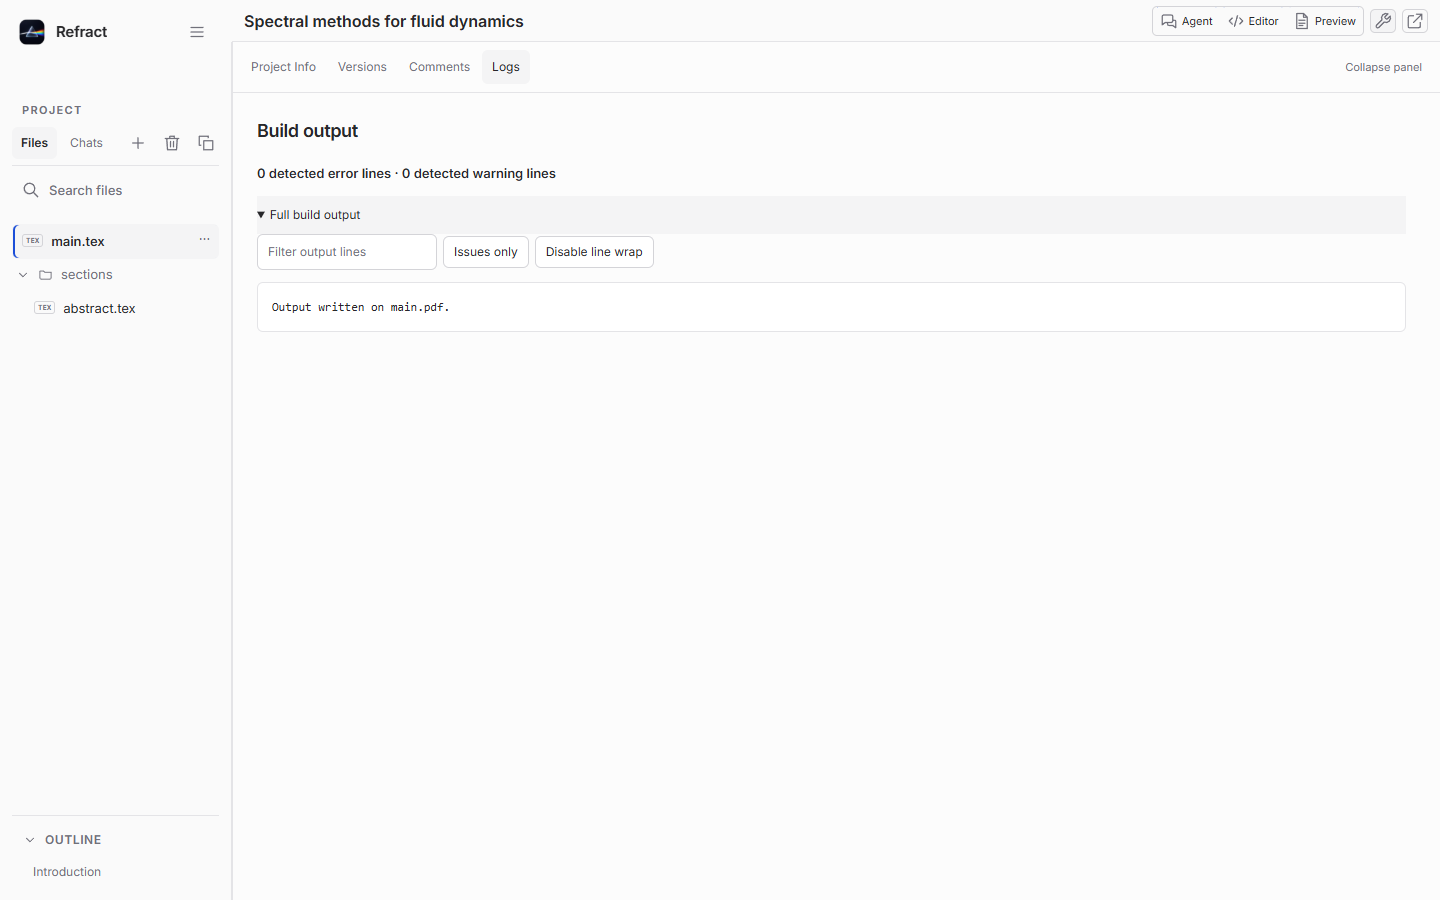 Refract
Spectral methods for fluid dynamics
Agent
Editor
Preview
Project Info
Versions
Comments
Logs
Collapse panel
PROJECT
Files
Chats
Search files
TEX main.tex
sections
TEX abstract.tex
OUTLINE
Introduction
Build output
0 detected error lines · 0 detected warning lines
Full build output
Filter output lines
Issues only
Disable line wrap
Output written on main.pdf.